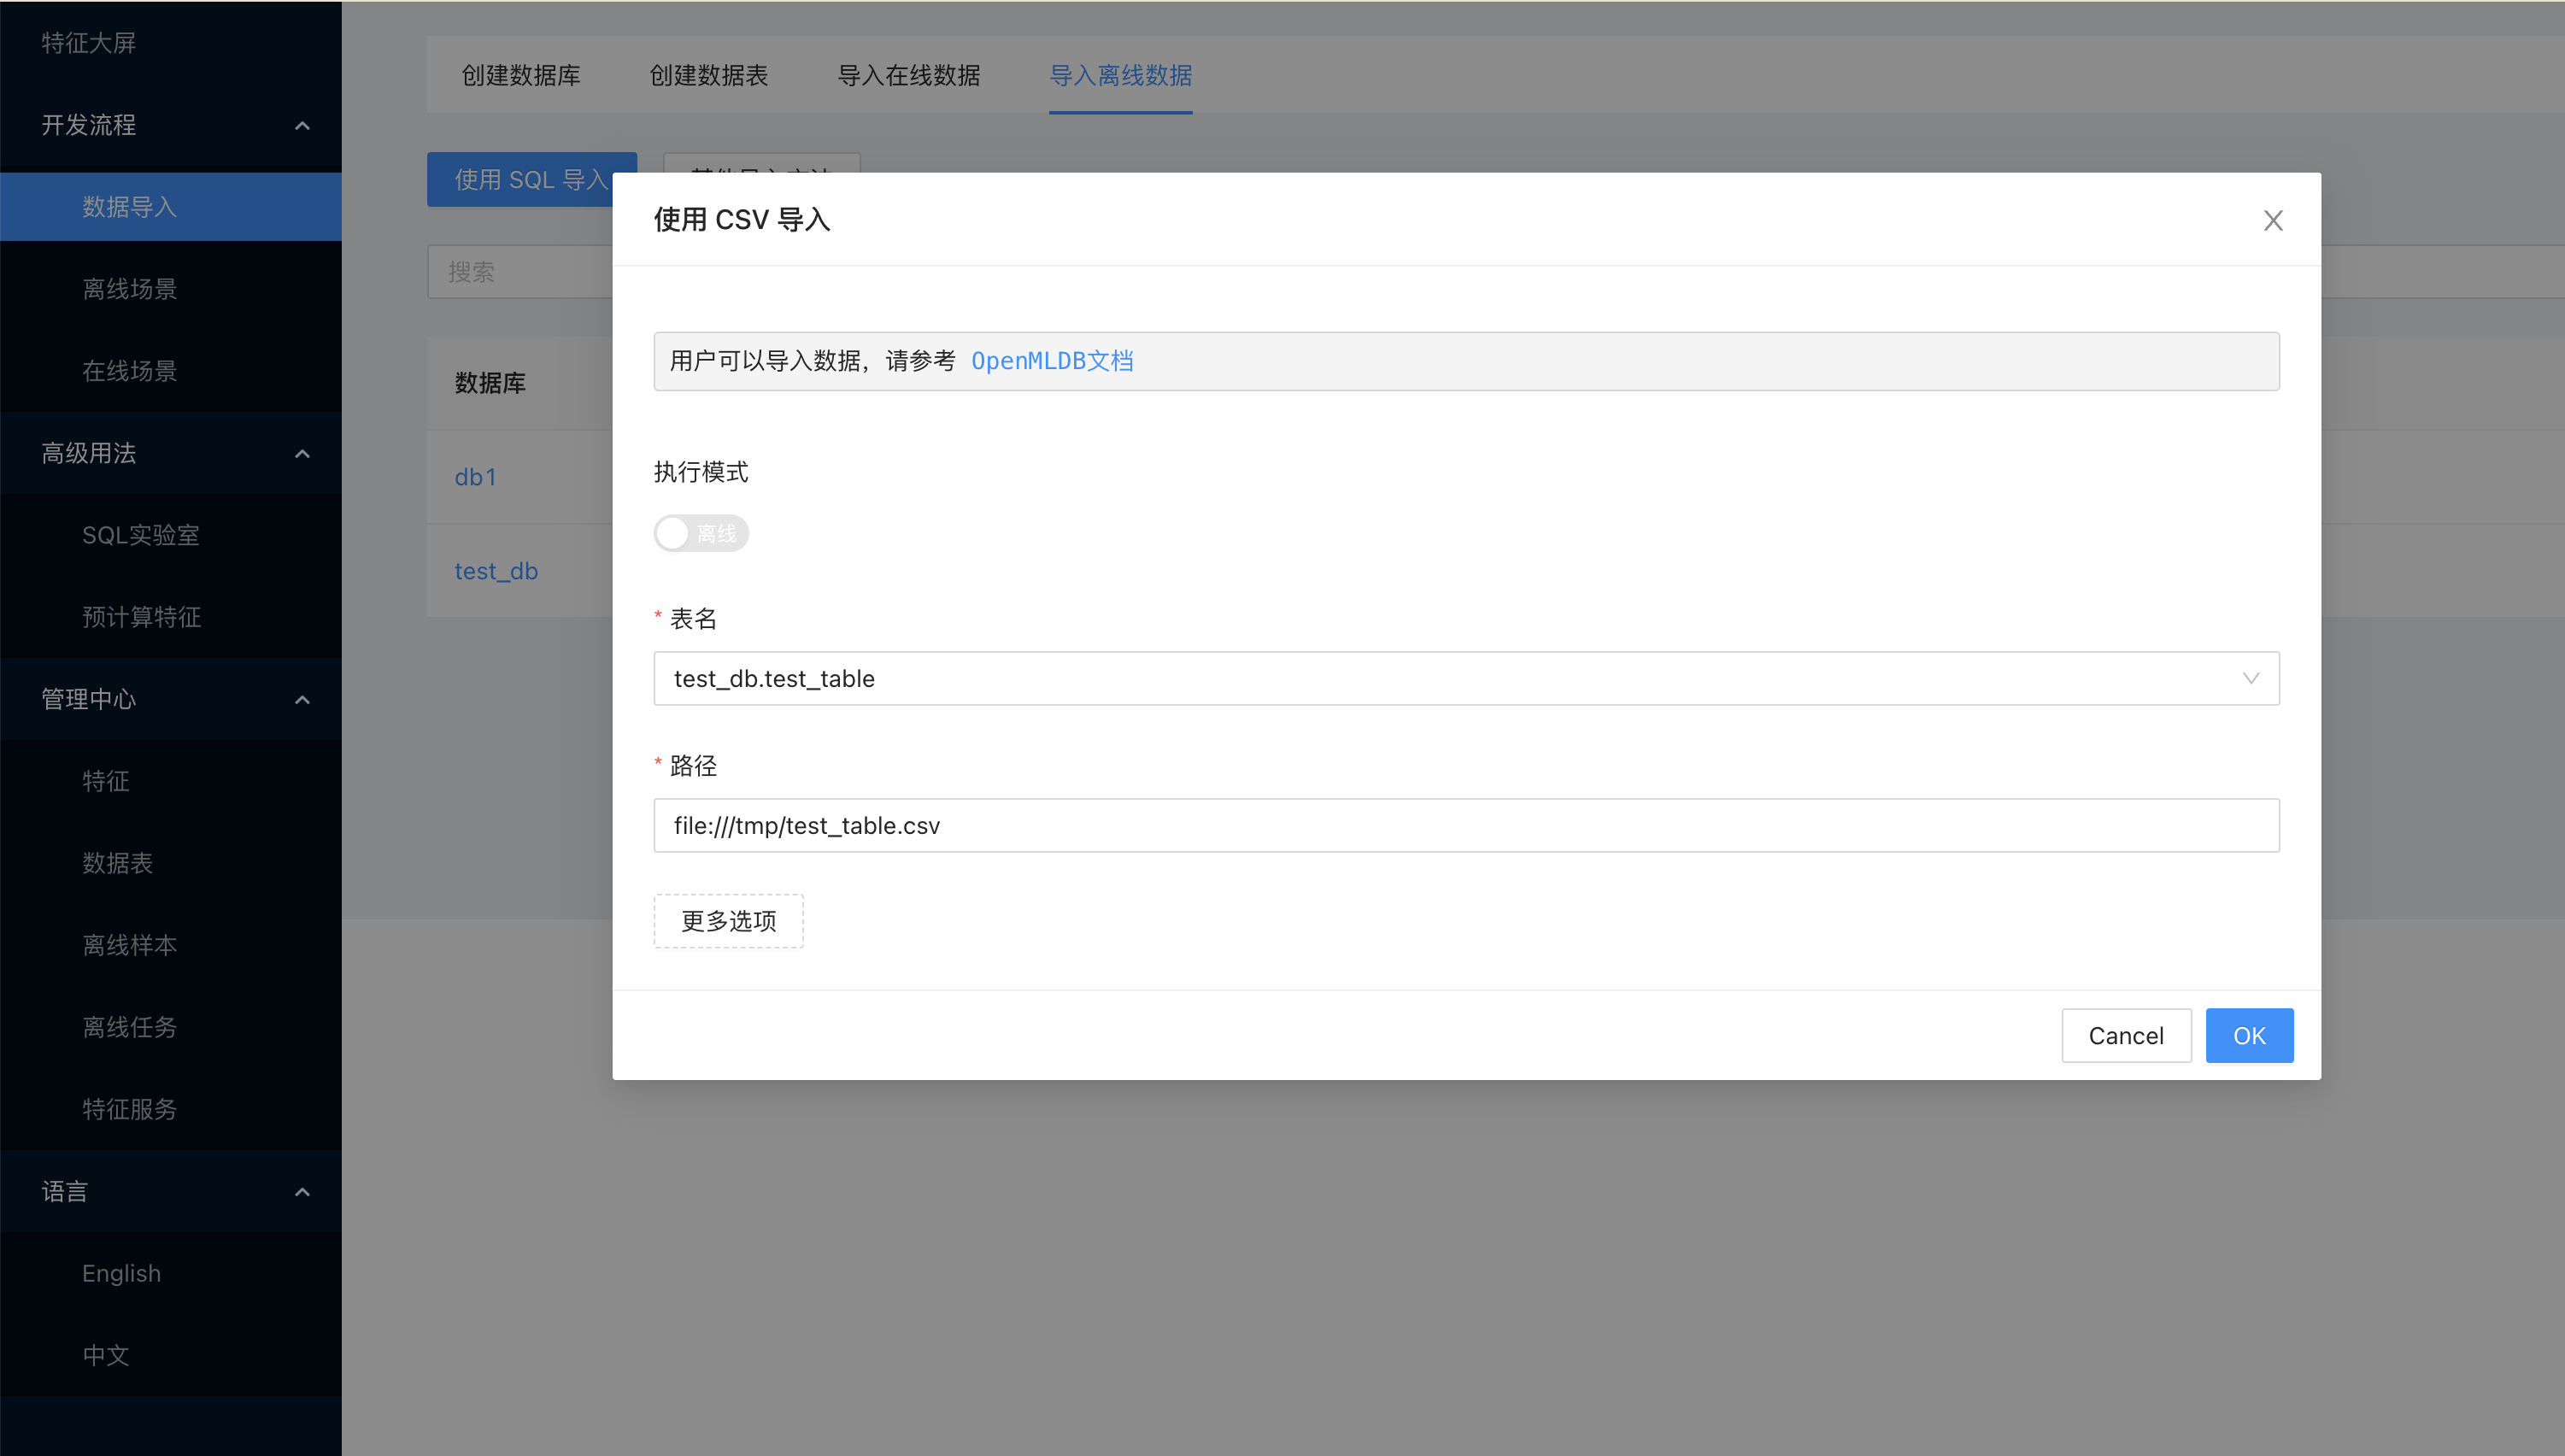 特征大屏
开发流程
数据导入
离线场景
在线场景
高级用法
SQL实验室
预计算特征
管理中心
特征
数据表
离线样本
离线任务
特征服务
语言
English
中文
创建数据库 创建数据表 导入在线数据 导入离线数据
使用 SQL 导入
搜索
数据库
db1
test_db
使用 CSV 导入
用户可以导入数据，请参考 OpenMLDB文档
执行模式
离线
* 表名
test_db.test_table
* 路径
file:///tmp/test_table.csv
更多选项
Cancel OK